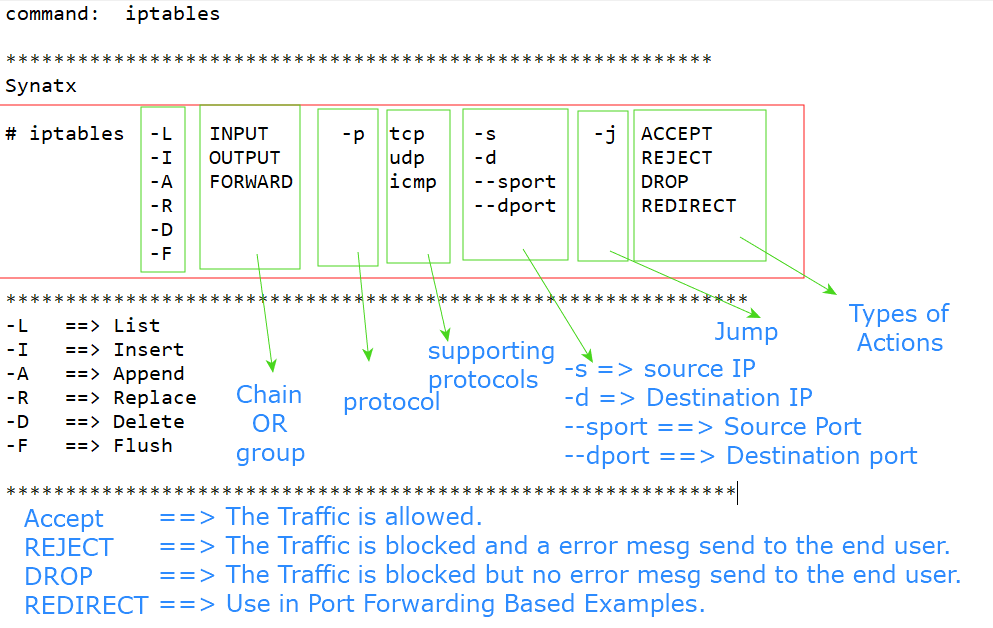 command:  iptables
***********************************************************
Synatx
# iptables  -L   INPUT    -p  tcp   -s       -j  ACCEPT
-I   OUTPUT   udp   -d   REJECT
-A   FORWARD   icmp   --sport   DROP
-R   --dport   REDIRECT
-D
-F
**************************************************************
-L   ==> List
-I   ==> Insert
-A   ==> Append
-R   ==> Replace
-D   ==> Delete
-F   ==> Flush
Chain
OR
group
protocol
supporting
protocols
Jump
Types of
Actions
-s => source IP
-d => Destination IP
--sport ==> Source Port
--dport ==> Destination port
*************************************************************
Accept ==> The Traffic is allowed.
REJECT ==> The Traffic is blocked and a error mesg send to the end user.
DROP ==> The Traffic is blocked but no error mesg send to the end user.
REDIRECT ==> Use in Port Forwarding Based Examples.